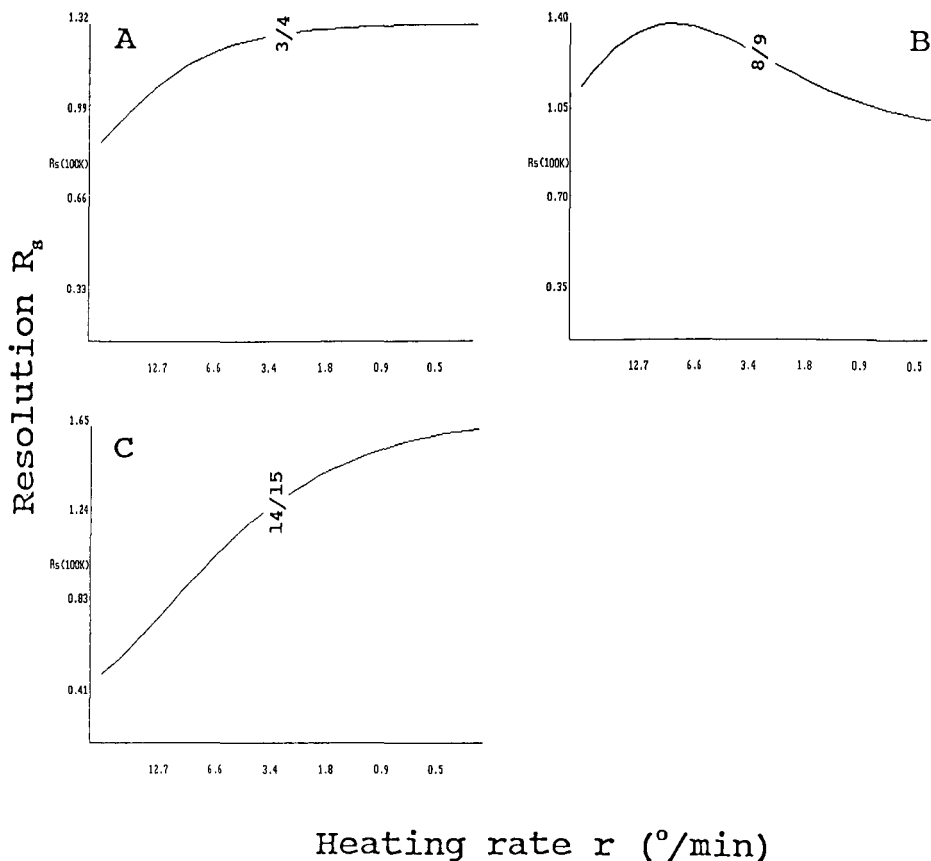 1.32
A
3/4
0.99
Rs(100K)
0.66
0.33
12.7 6.6 3.4 1.8 0.9 0.5
1.40
B
8/9
1.05
Rs(100K)
0.70
0.35
12.7 6.6 3.4 1.8 0.9 0.5
Resolution Rs
1.65
C
14/15
1.24
Rs(100K)
0.83
0.41
12.7 6.6 3.4 1.8 0.9 0.5
Heating rate r (°/min)